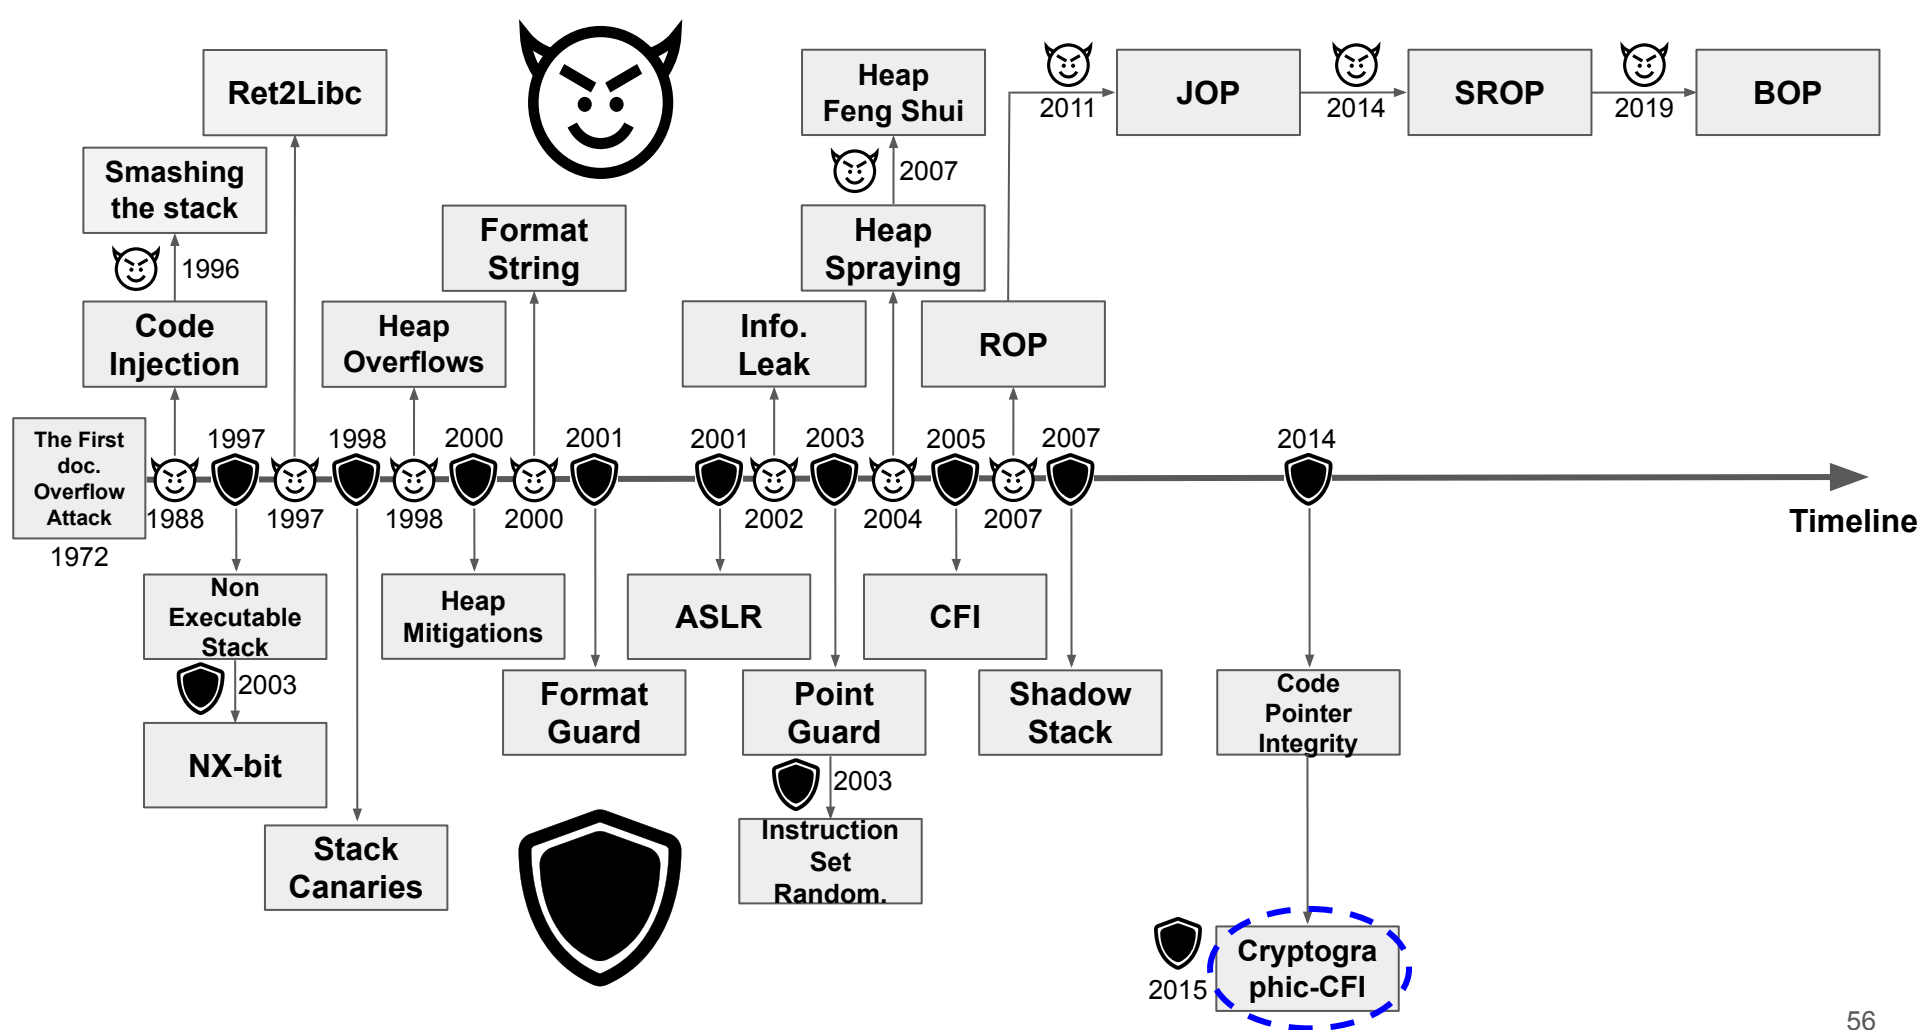 Ret2Libc
Smashing
the stack
1996
Code
Injection
Heap
Overflows
Format
String
Heap
Feng Shui
2007
Heap
Spraying
Info.
Leak
ROP
2011
JOP
2014
SROP
2019
BOP
The First
doc.
Overflow
Attack
1972
1988
1997
1997
1998
1998
2000
2000
2001
2001
2002
2003
2004
2005
2007
2007
2014
Timeline
Non
Executable
Stack
2003
NX-bit
Stack
Canaries
Heap
Mitigations
Format
Guard
ASLR
Point
Guard
2003
Instruction
Set
Random.
CFI
Shadow
Stack
Code
Pointer
Integrity
2015
Cryptogra
phic-CFI
56